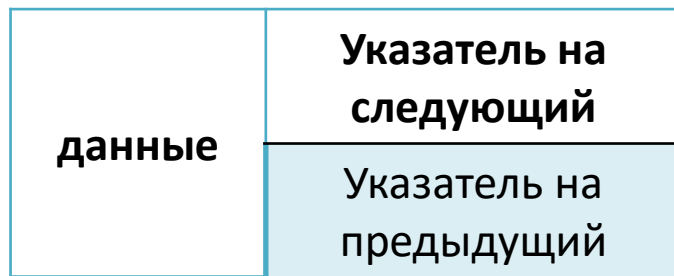 данные
Указатель на
следующий
Указатель на
предыдущий